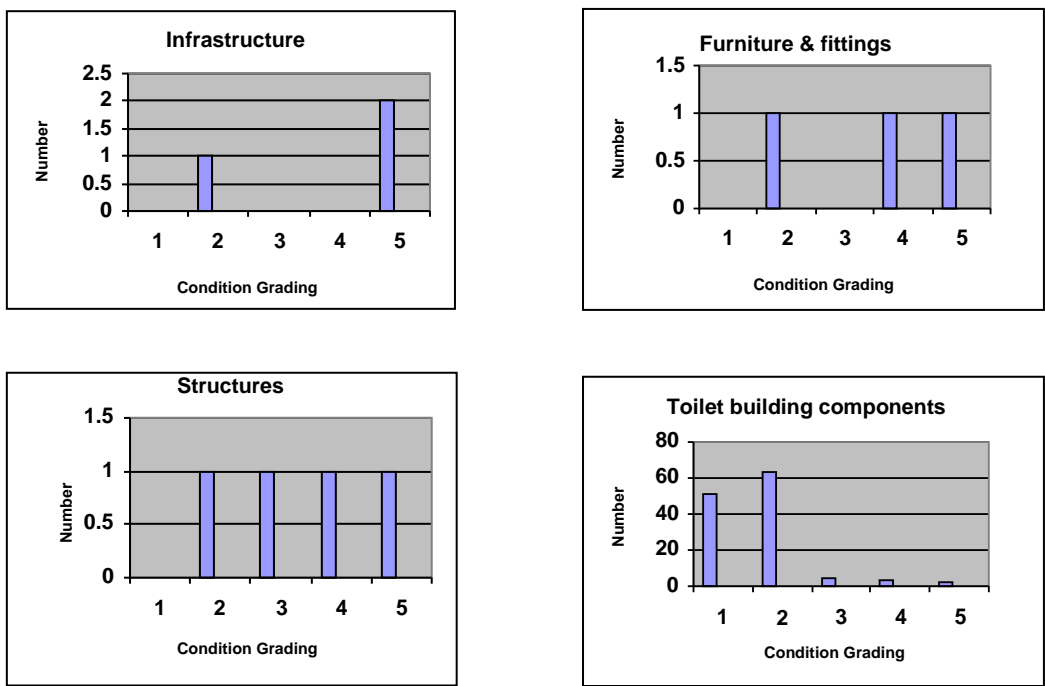 Infrastructure
2.5
2
1.5
1
0.5
0
Number
1 2 3 4 5
Condition Grading
Furniture & fittings
1.5
1
0.5
0
Number
1 2 3 4 5
Condition Grading
Structures
1.5
1
0.5
0
Number
1 2 3 4 5
Condition Grading
Toilet building components
80
60
40
20
0
Number
1 2 3 4 5
Condition Grading